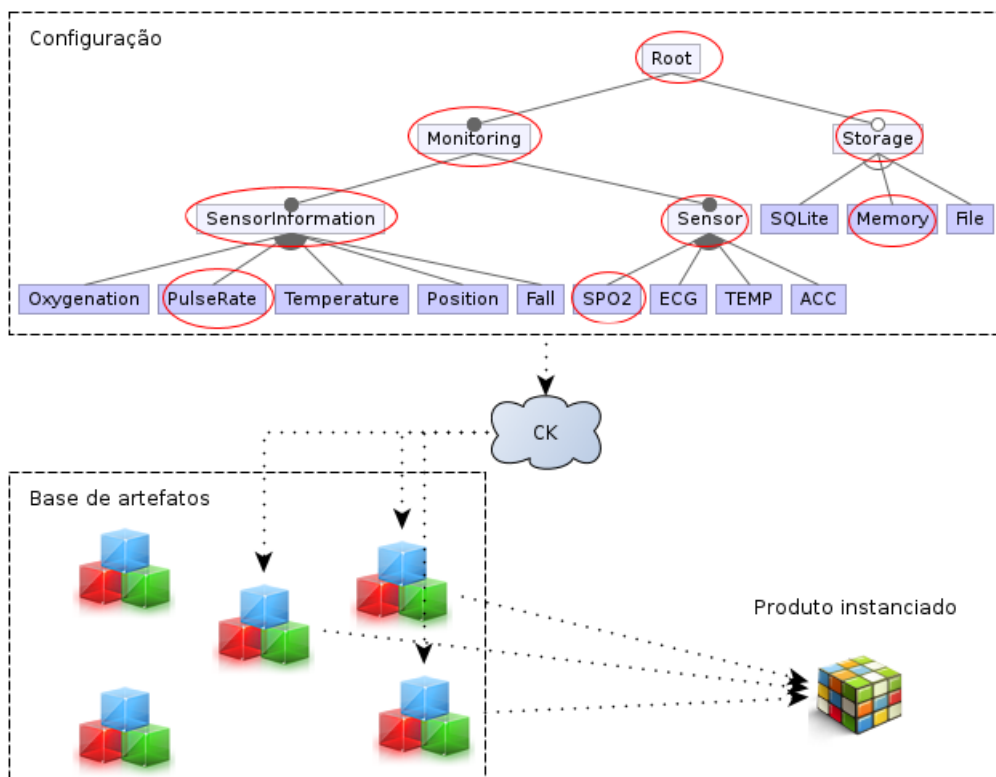 Configuração
Root
Monitoring
Storage
SensorInformation
Sensor
SQLite
Memory
File
Oxygenation
PulseRate
Temperature
Position
Fall
SPO2
ECG
TEMP
ACC
CK
Base de artefatos
Produto instanciado